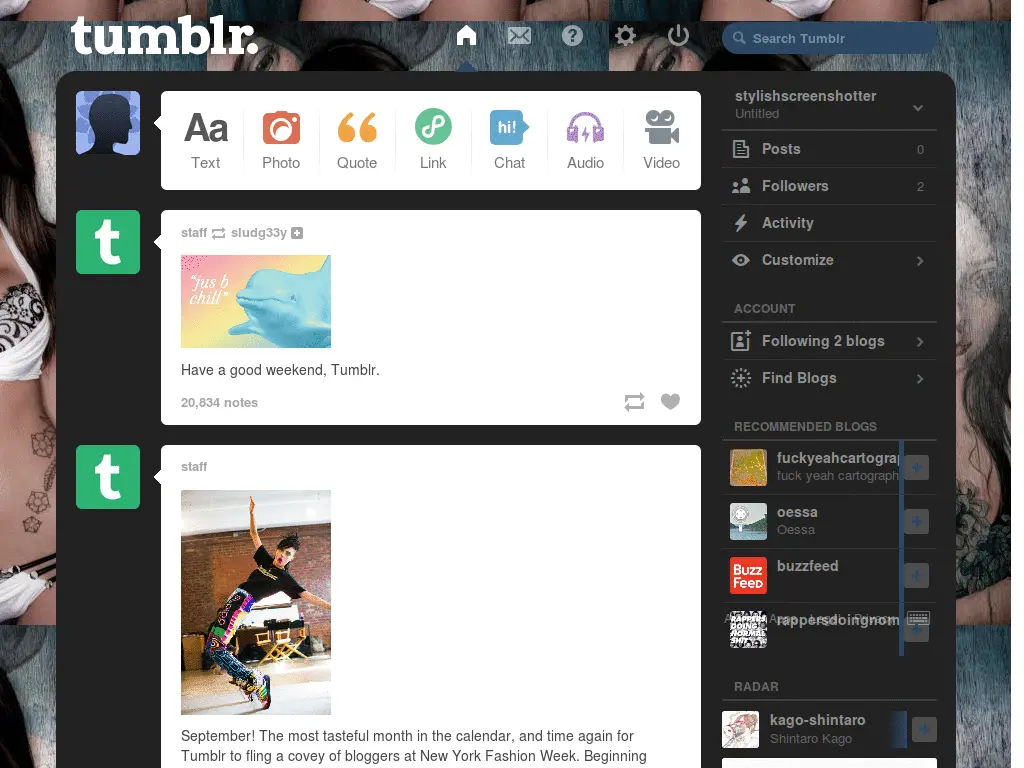 tumblr.
Search Tumblr
Aa
hi!
Text
Photo
Quote
Link
Chat
Audio
Video
t
staff sludg33y
"jus b
chill"
Have a good weekend, Tumblr.
20,834 notes
t
staff
September! The most tasteful month in the calendar, and time again for
Tumblr to fling a covey of bloggers at New York Fashion Week. Beginning
stylishscreenshotter
Untitled
Posts 0
Followers 2
Activity
Customize
ACCOUNT
Following 2 blogs
Find Blogs
RECOMMENDED BLOGS
fuckyeahcartograp
fuck yeah cartograph
oessa
Oessa
Buzz
Feed
buzzfeed
RAPPERS
DOING
NORMAL
SHIT
rappersdoingnorm
RADAR
kago-shintaro
Shintaro Kago